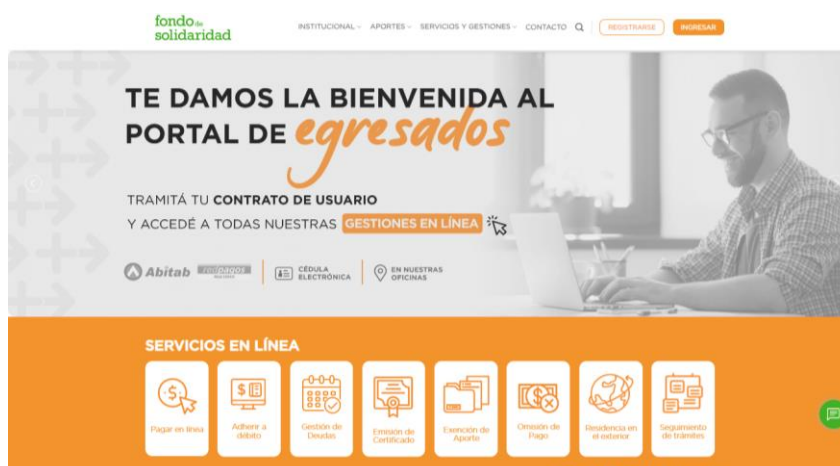 fondo de
solidaridad
INSTITUCIONAL APORTES SERVICIOS Y GESTIONES CONTACTO REGISTRARSE INGRESAR
TE DAMOS LA BIENVENIDA AL
PORTAL DE egresados
TRAMITÁ TU CONTRATO DE USUARIO
Y ACCEDÉ A TODAS NUESTRAS GESTIONES EN LÍNEA
Abitab redpagos CÉDULA ELECTRÓNICA EN NUESTRAS OFICINAS
SERVICIOS EN LÍNEA
Pagar en línea
Adherir a
débito
Gestión de
Deudas
Emisión de
Certificado
Exención de
Aporte
Omisión de
Pago
Residencia en
el exterior
Seguimiento
de trámites